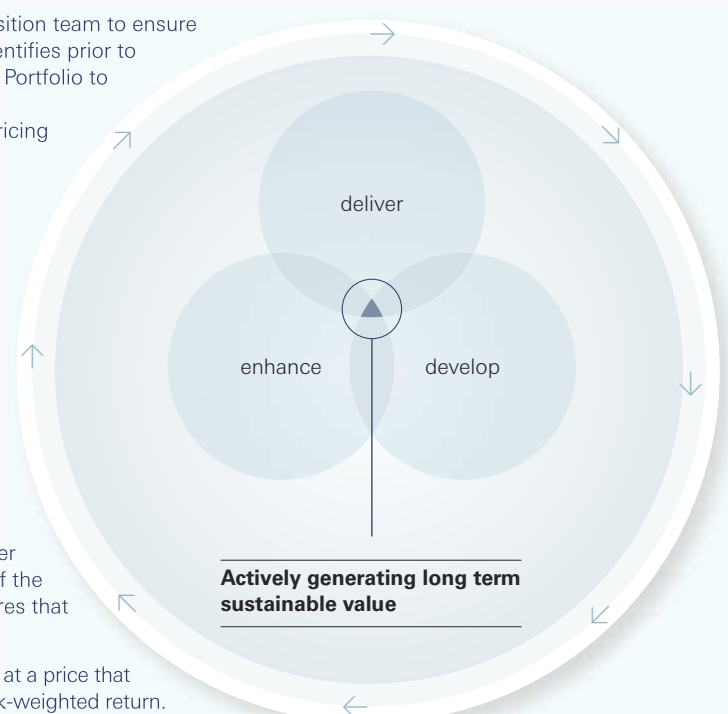 sition team to ensure
entifies prior to
Portfolio to
ricing
deliver
enhance
develop
er
f the
res that
at a price that
k-weighted return.
Actively generating long term
sustainable value